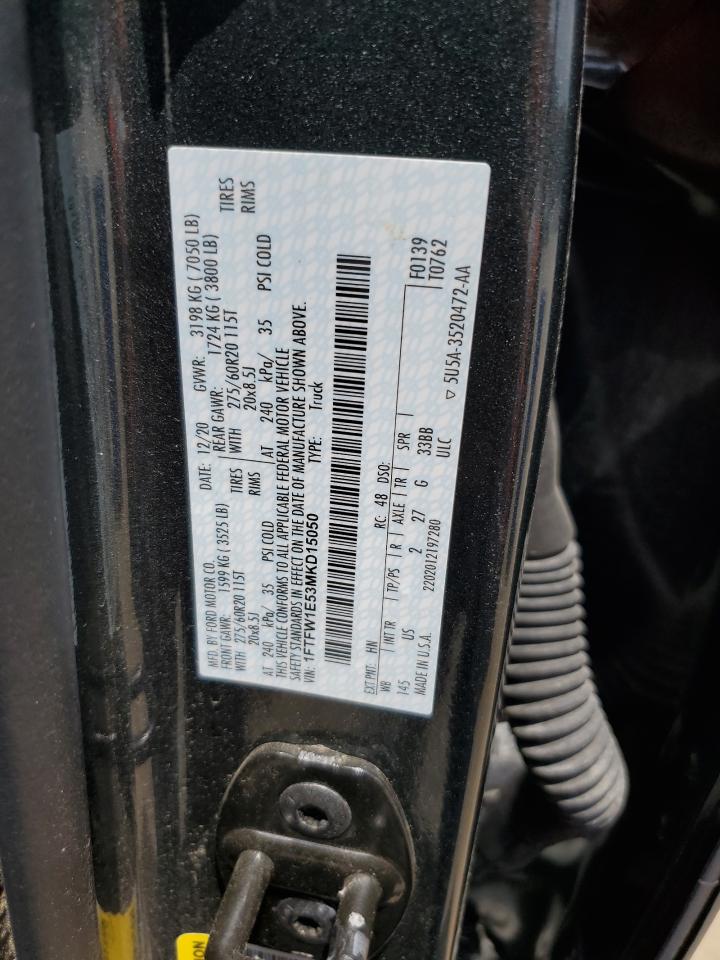 MFD. BY FORD MOTOR CO. DATE: 12/20 GVWR: 3198 KG ( 7050 LB)
FRONT GAWR: 1599 KG ( 3525 LB) REAR GAWR: 1724 KG ( 3800 LB)
WITH 275/60R20 115T TIRES WITH 275/60R20 115T TIRES
20x8.5J RIMS 20x8.5J RIMS
AT 240 kPa/ 35 PSI COLD AT 240 kPa/ 35 PSI COLD
THIS VEHICLE CONFORMS TO ALL APPLICABLE FEDERAL MOTOR VEHICLE
SAFETY STANDARDS IN EFFECT ON THE DATE OF MANUFACTURE SHOWN ABOVE.
VIN: 1FTFW1E53MKD15050 TYPE: Truck
EXT PNT: HN RC: 48 DSO: F0139
T0762
WB INT TR TP/PS R AXLE TR SPR
145 US 2 27 G 33BB
MADE IN U.S.A. 2202012197280 ULC
▽ 5U5A-3520472-AA
ION